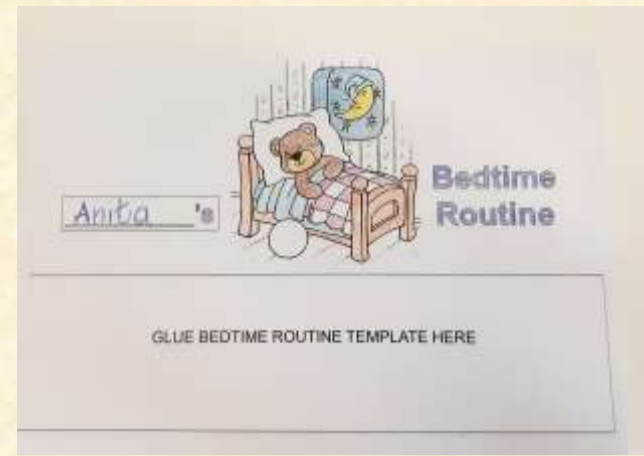 Bedtime
Anita's
Routine
GLUE BEDTIME ROUTINE TEMPLATE HERE